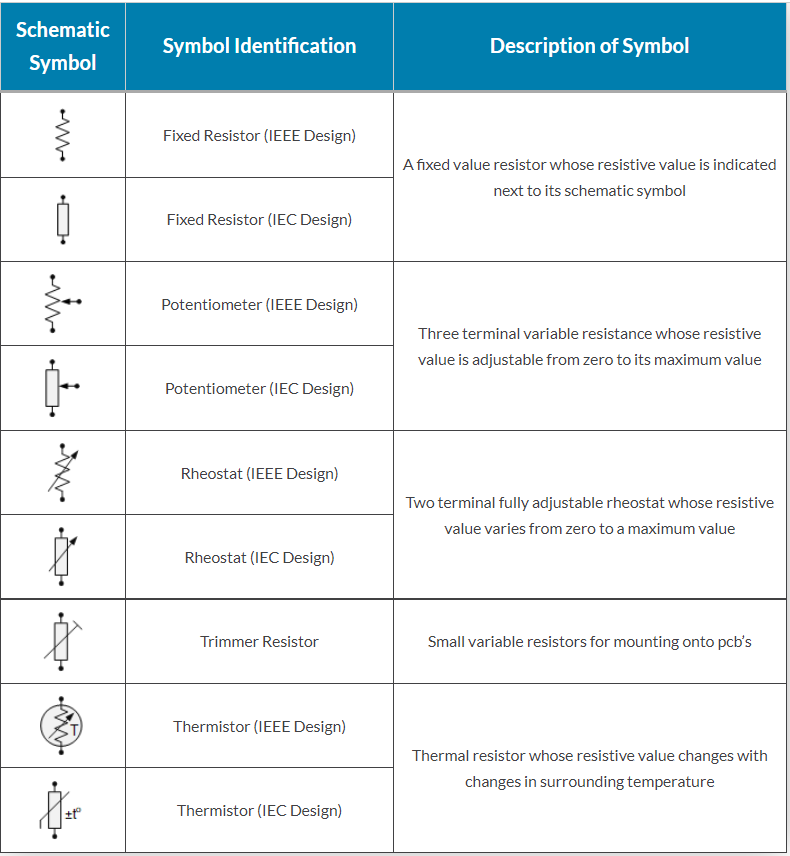 Schematic
Symbol
Symbol Identification
Description of Symbol
Fixed Resistor (IEEE Design)
A fixed value resistor whose resistive value is indicated
next to its schematic symbol
Fixed Resistor (IEC Design)
Potentiometer (IEEE Design)
Three terminal variable resistance whose resistive
value is adjustable from zero to its maximum value
Potentiometer (IEC Design)
Rheostat (IEEE Design)
Two terminal fully adjustable rheostat whose resistive
value varies from zero to a maximum value
Rheostat (IEC Design)
Trimmer Resistor
Small variable resistors for mounting onto pcb’s
T
Thermistor (IEEE Design)
Thermal resistor whose resistive value changes with
changes in surrounding temperature
±t°
Thermistor (IEC Design)